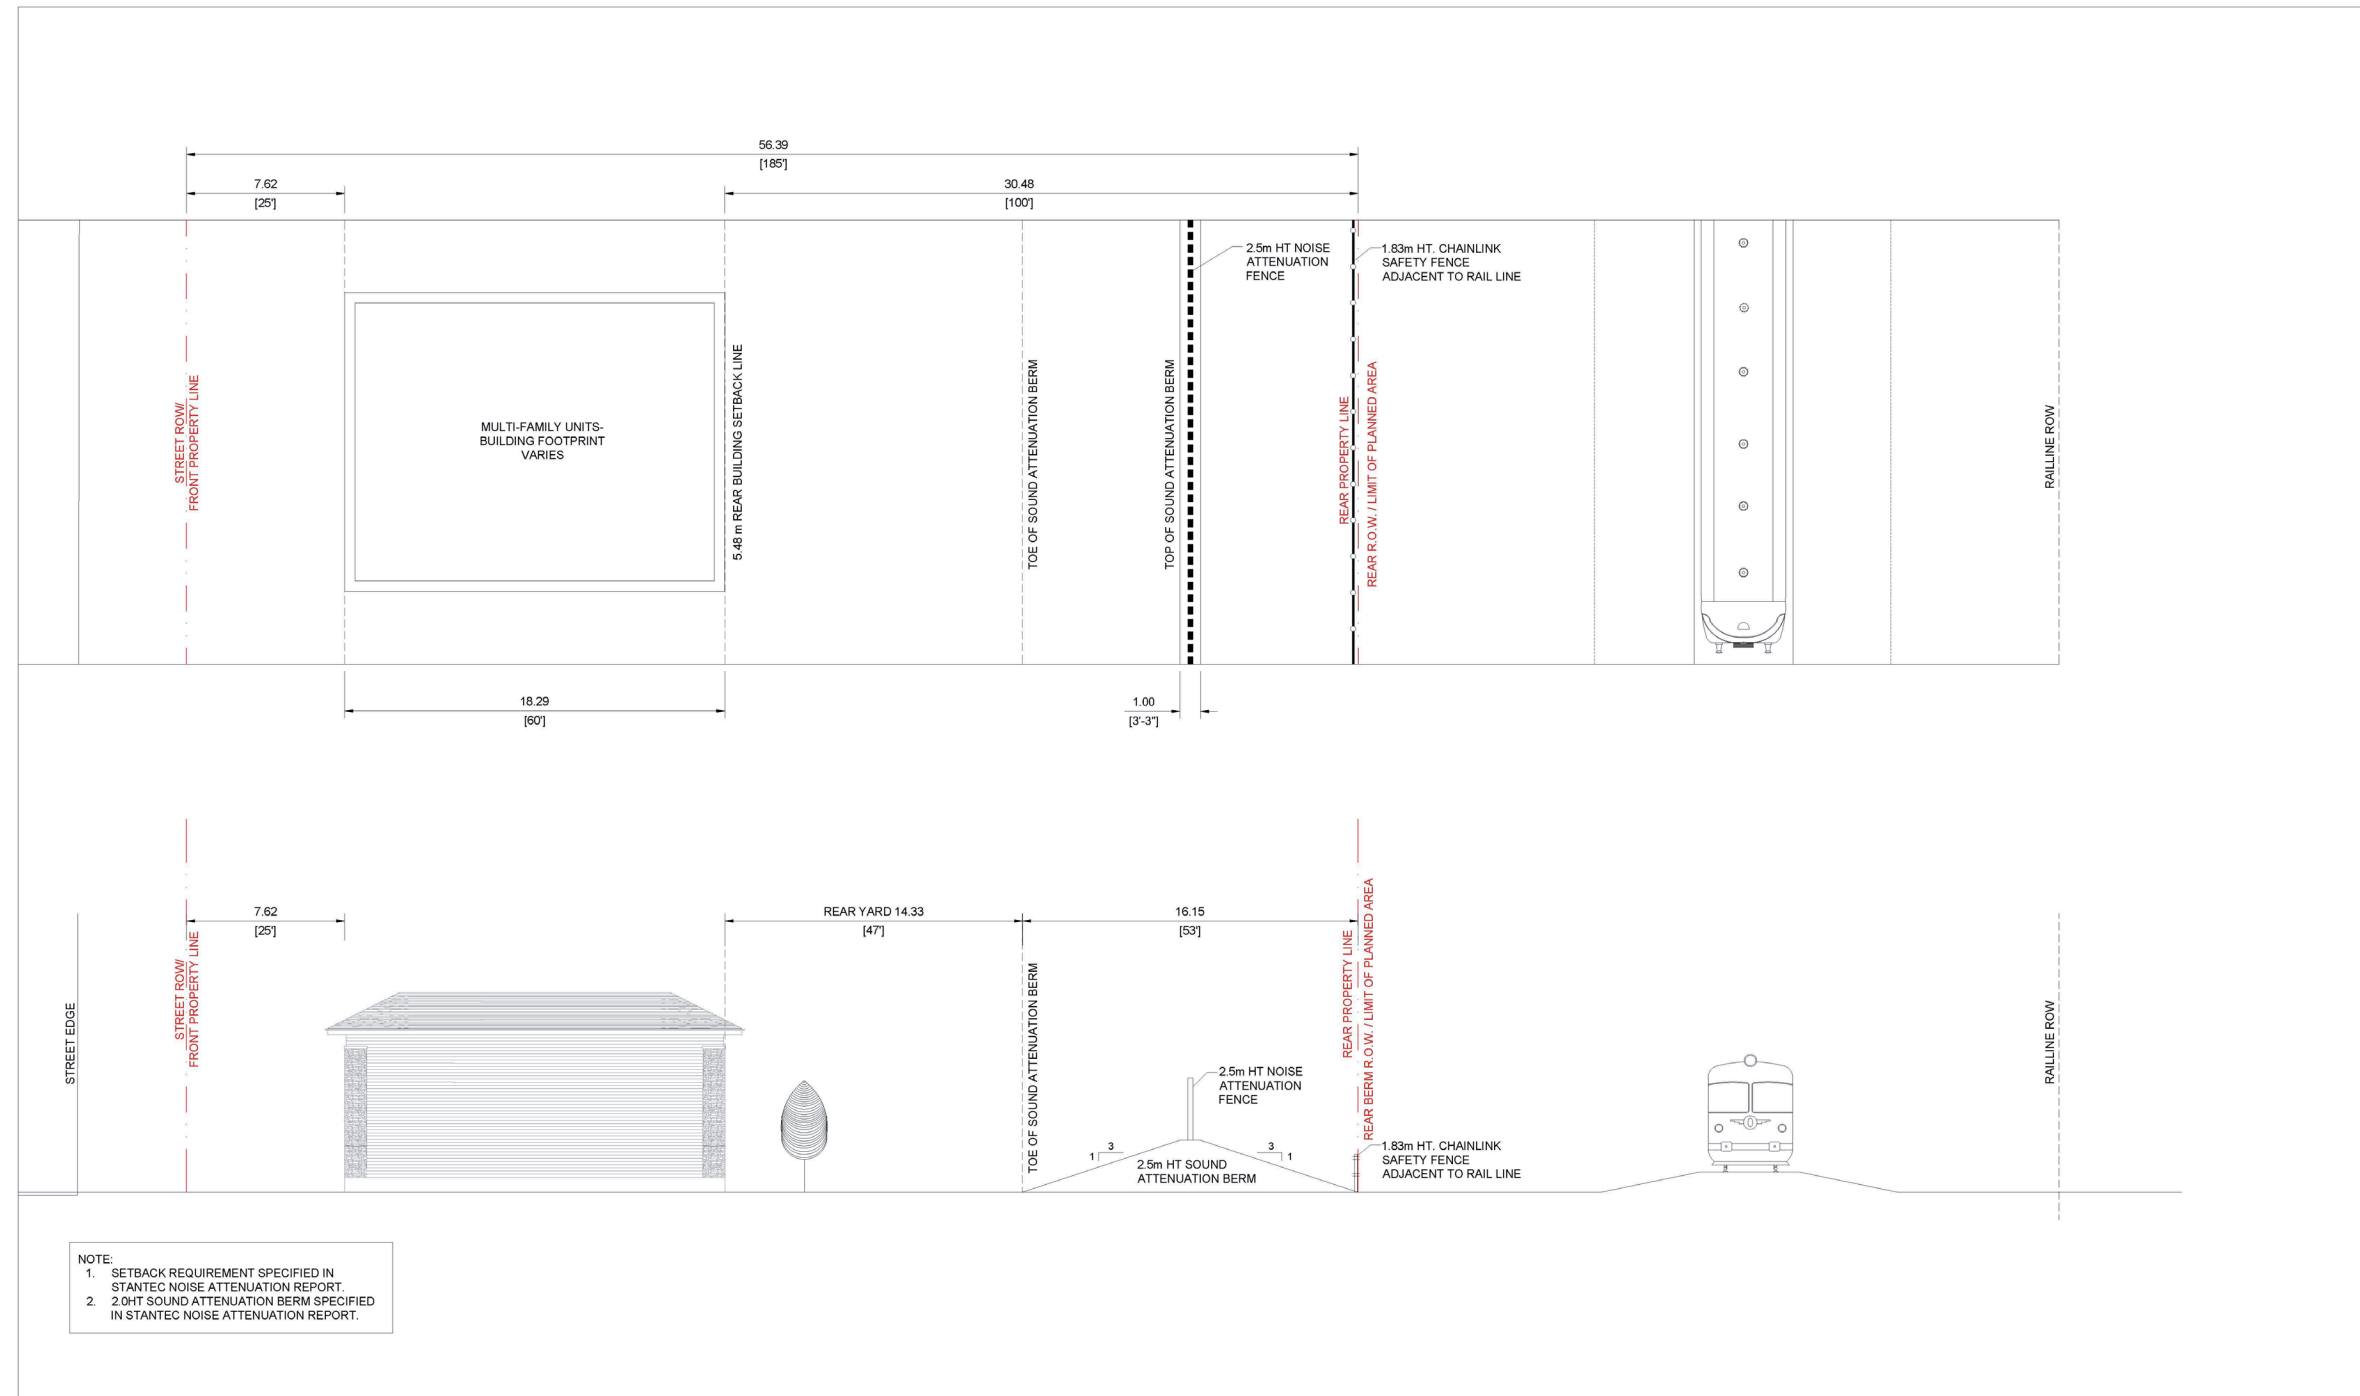 56.39
[185']
7.62
[25']
30.48
[100']
2.5m HT NOISE
ATTENUATION
FENCE
1.83m HT. CHAINLINK
SAFETY FENCE
ADJACENT TO RAIL LINE
STREET ROW/
FRONT PROPERTY LINE
MULTI-FAMILY UNITS-
BUILDING FOOTPRINT
VARIES
5.48 m REAR BUILDING SETBACK LINE
TOE OF SOUND ATTENUATION BERM
TOP OF SOUND ATTENUATION BERM
REAR PROPERTY LINE
REAR R.O.W. / LIMIT OF PLANNED AREA
RAILLINE ROW
18.29
[60']
1.00
[3'-3"]
7.62
[25']
REAR YARD 14.33
[47']
16.15
[53']
STREET EDGE
STREET ROW/
FRONT PROPERTY LINE
TOE OF SOUND ATTENUATION BERM
2.5m HT NOISE
ATTENUATION
FENCE
3
1
3
1
2.5m HT SOUND
ATTENUATION BERM
REAR PROPERTY LINE
REAR BERM R.O.W. / LIMIT OF PLANNED AREA
1.83m HT. CHAINLINK
SAFETY FENCE
ADJACENT TO RAIL LINE
RAILLINE ROW
NOTE:
1. SETBACK REQUIREMENT SPECIFIED IN
STANTEC NOISE ATTENUATION REPORT.
2. 2.0HT SOUND ATTENUATION BERM SPECIFIED
IN STANTEC NOISE ATTENUATION REPORT.